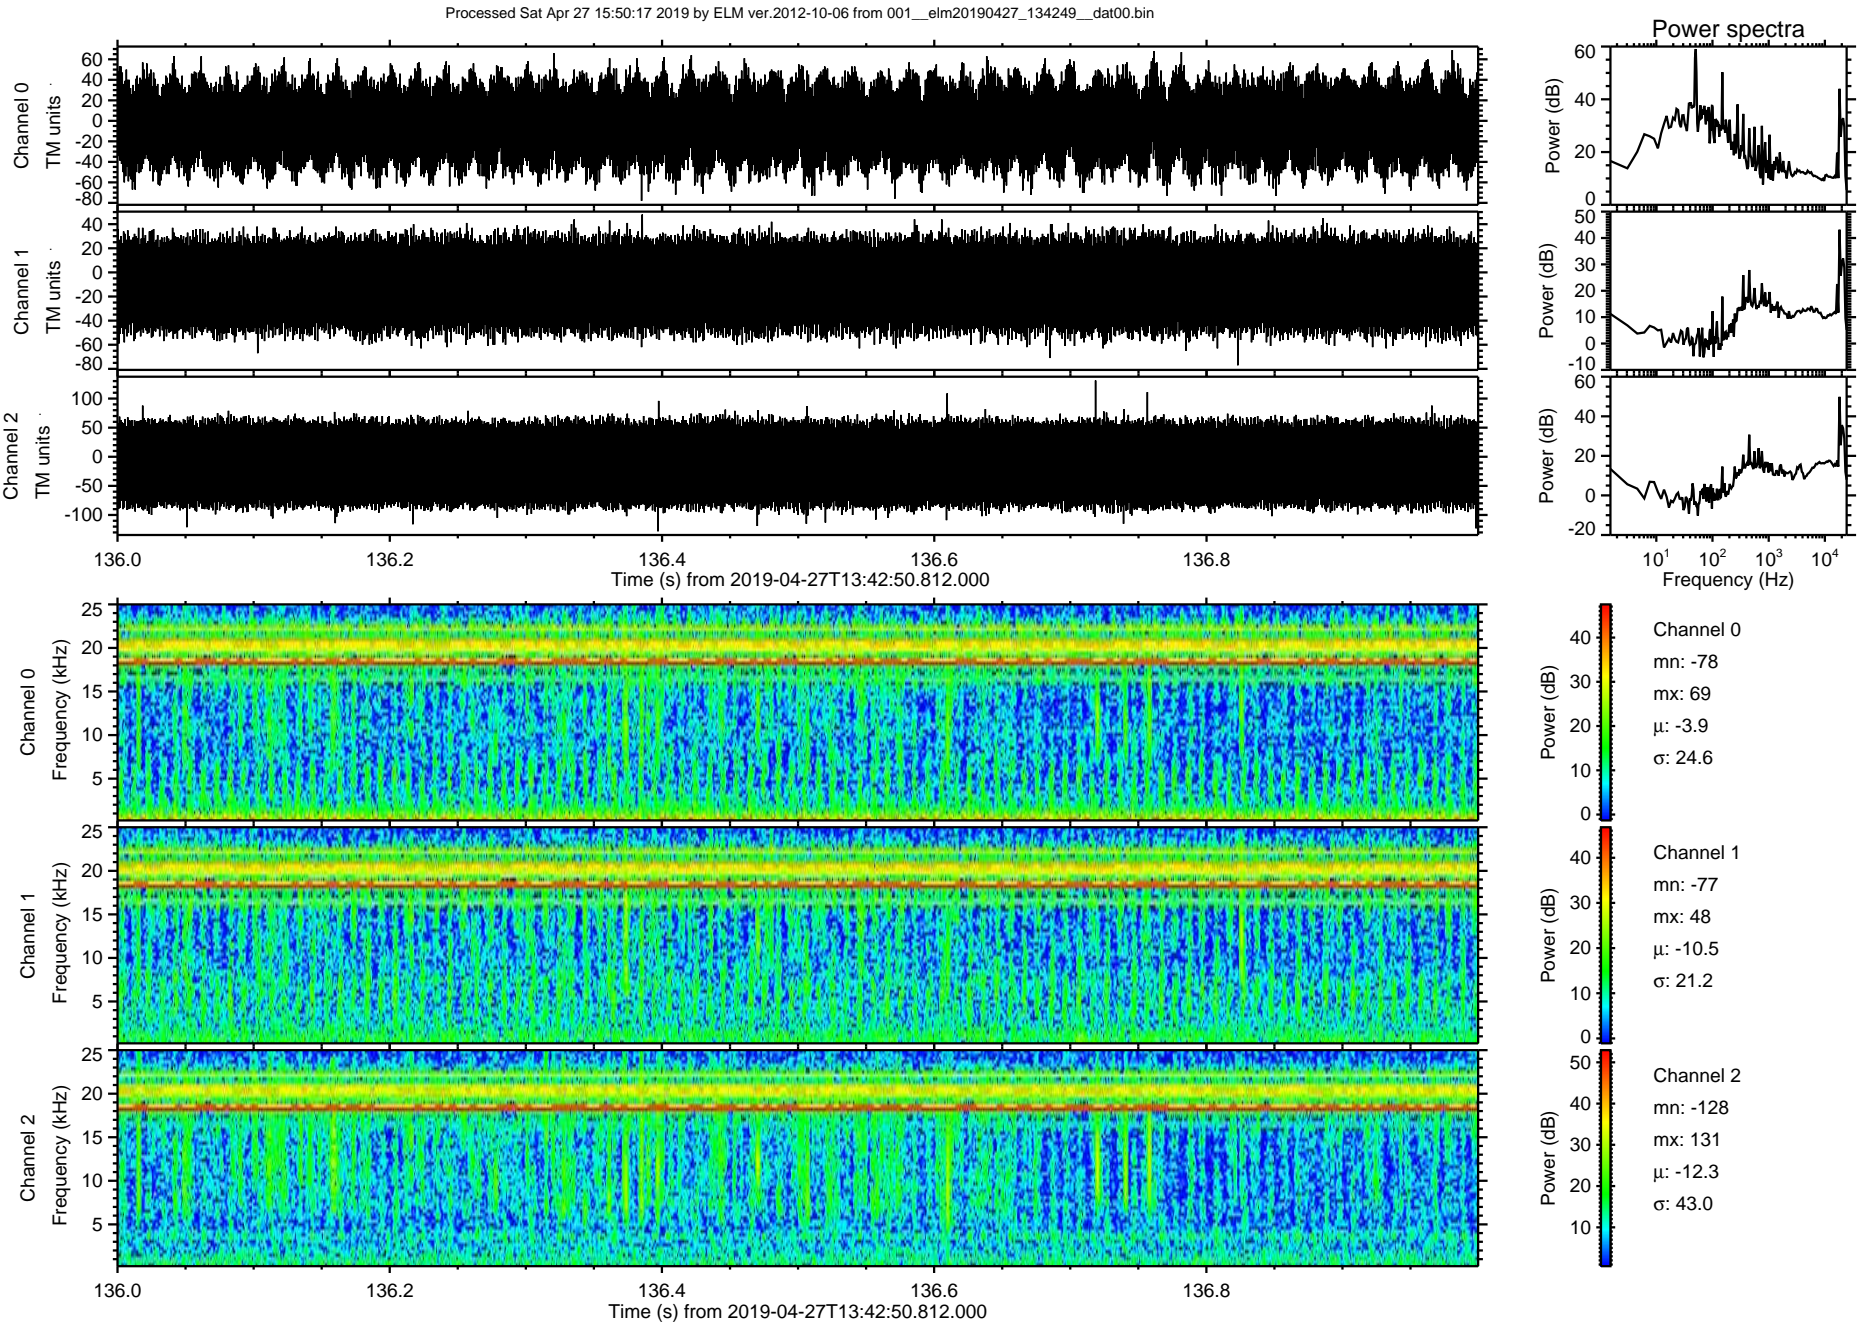 Processed Sat Apr 27 15:50:17 2019 by ELM ver.2012-10-06 from 001__elm20190427_134249__dat00.bin
Power spectra
Channel 0
TM units
60
40
20
0
-20
-40
-60
-80
Power (dB)
60
40
20
0
Channel 1
TM units
40
20
0
-20
-40
-60
-80
Power (dB)
50
40
30
20
10
0
-10
Channel 2
TM units
100
50
0
-50
-100
Power (dB)
60
40
20
0
-20
136.0 136.2 136.4 136.6 136.8
Time (s) from 2019-04-27T13:42:50.812.000
10¹ 10² 10³ 10⁴
Frequency (Hz)
Channel 0
Frequency (kHz)
25
20
15
10
5
Power (dB)
40
30
20
10
0
Channel 0
mn: -78
mx: 69
µ: -3.9
σ: 24.6
Channel 1
Frequency (kHz)
25
20
15
10
5
Power (dB)
40
30
20
10
0
Channel 1
mn: -77
mx: 48
µ: -10.5
σ: 21.2
Channel 2
Frequency (kHz)
25
20
15
10
5
Power (dB)
50
40
30
20
10
Channel 2
mn: -128
mx: 131
µ: -12.3
σ: 43.0
136.0 136.2 136.4 136.6 136.8
Time (s) from 2019-04-27T13:42:50.812.000